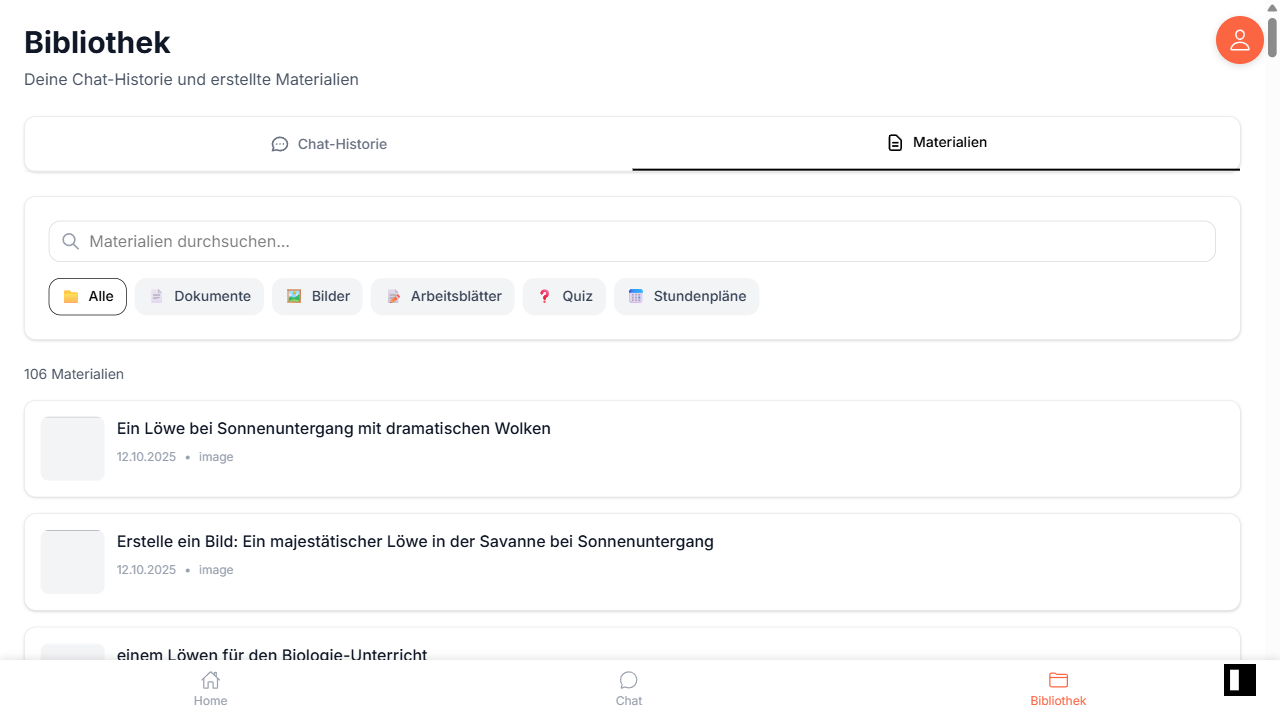 Bibliothek
Deine Chat-Historie und erstellte Materialien
Chat-Historie
Materialien
Materialien durchsuchen...
Alle
Dokumente
Bilder
Arbeitsblätter
Quiz
Stundenpläne
106 Materialien
Ein Löwe bei Sonnenuntergang mit dramatischen Wolken
12.10.2025 • image
Erstelle ein Bild: Ein majestätischer Löwe in der Savanne bei Sonnenuntergang
12.10.2025 • image
einem Löwen für den Biologie-Unterricht
Home
Chat
Bibliothek